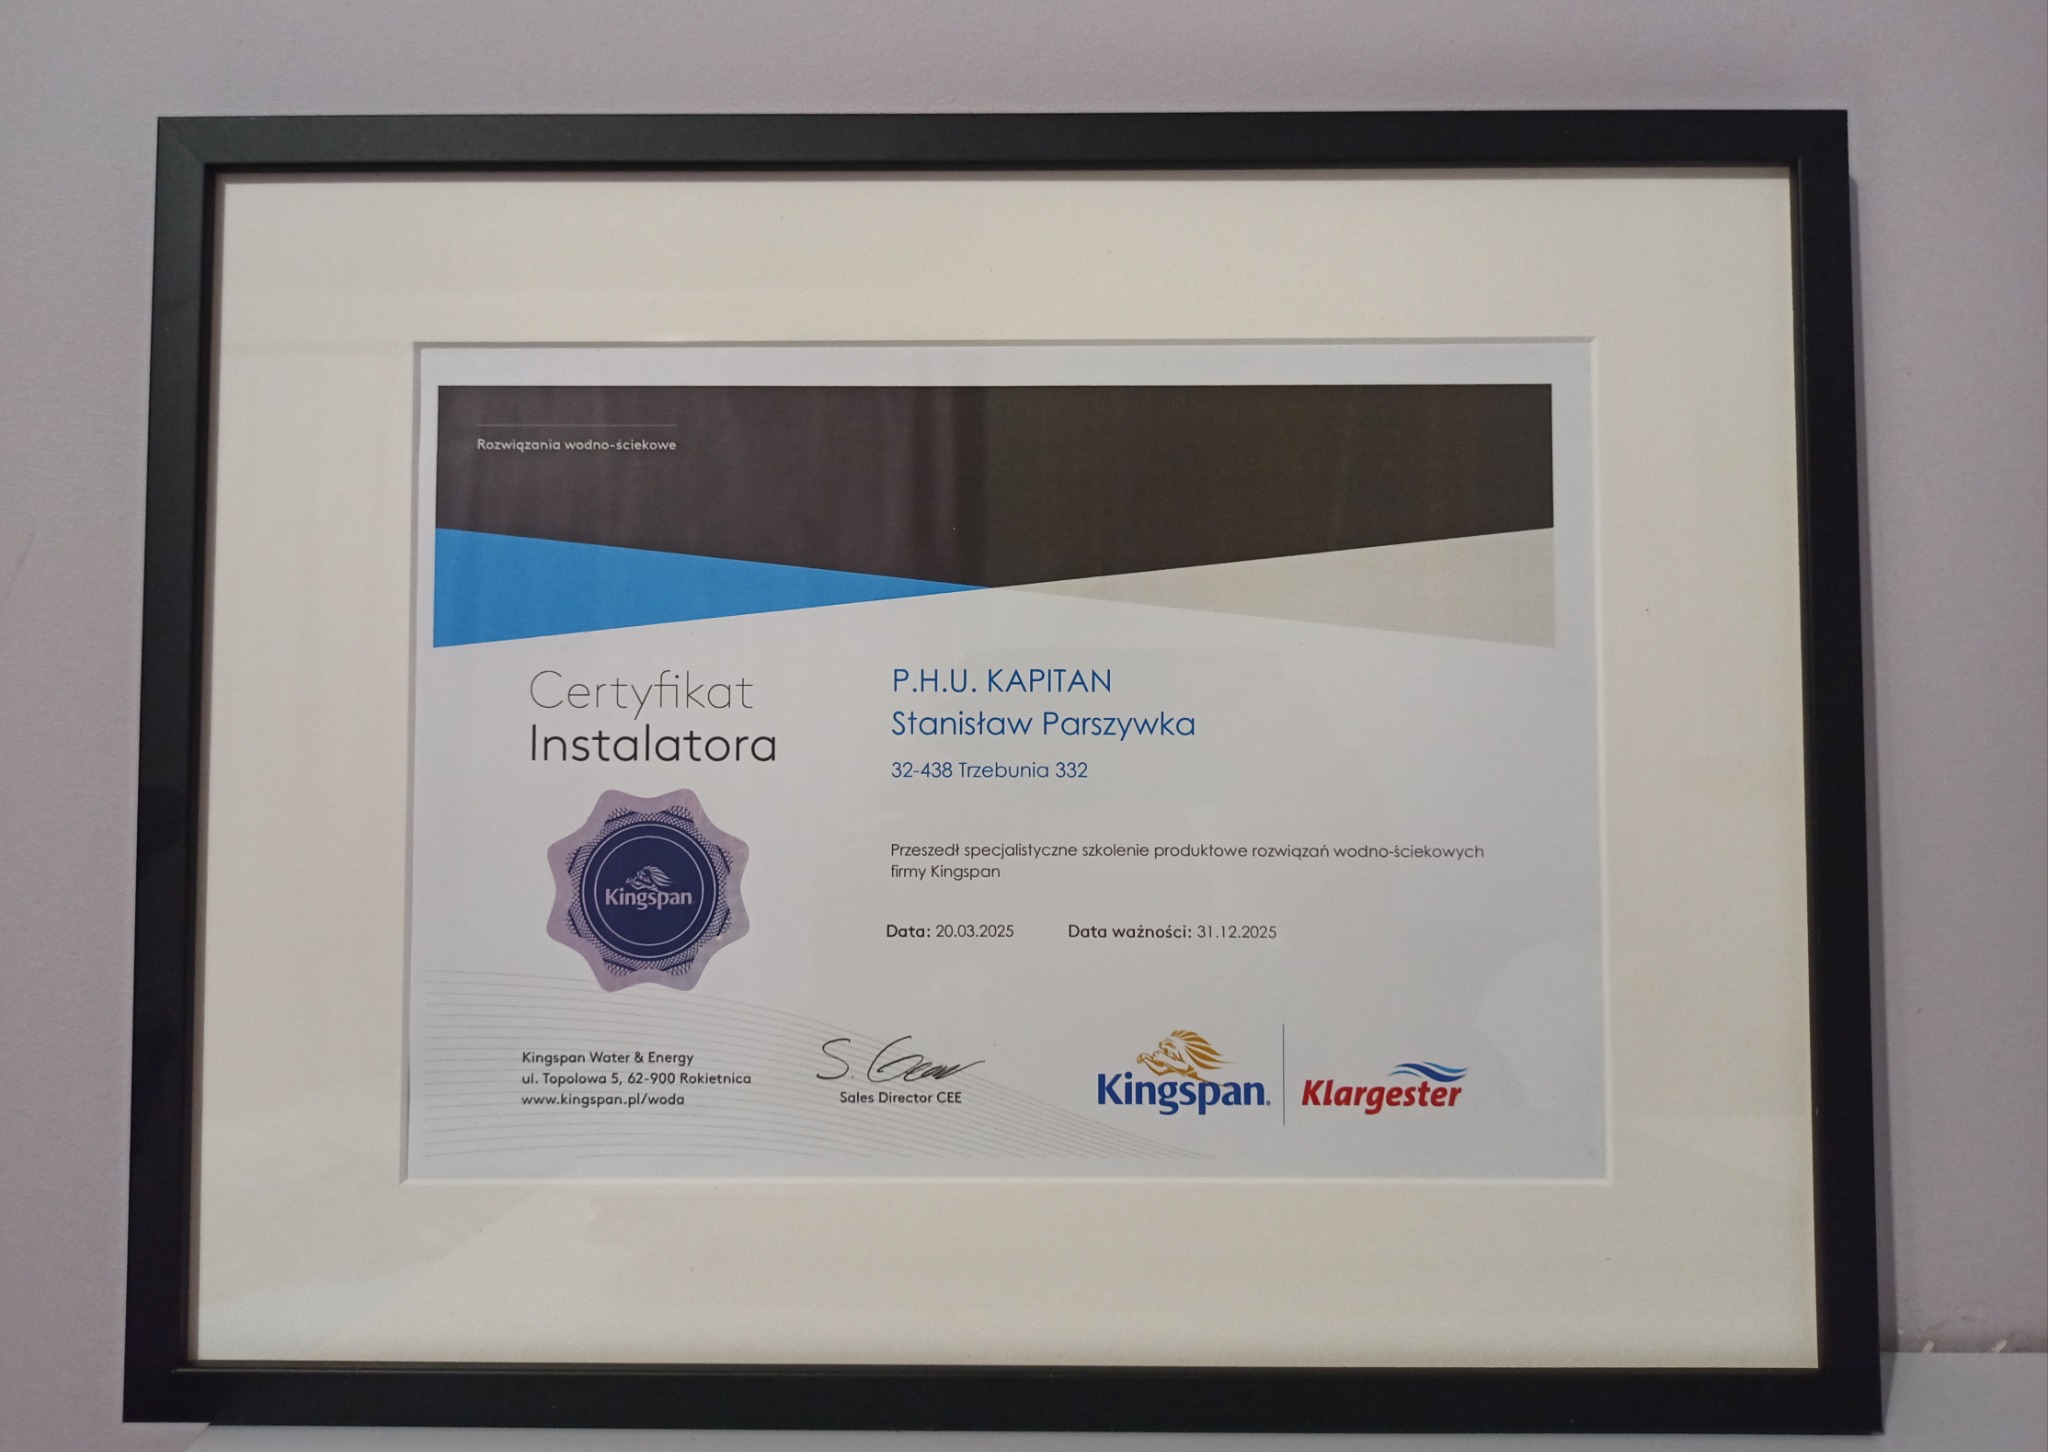 Rozwiązania wodno-ściekowe
Certyfikat
Instalatora
Kingspan
P.H.U. KAPITAN
Stanisław Parszywka
32-438 Trzebunia 332
Przeszedł specjalistyczne szkolenie produktowe rozwiązań wodno-ściekowych
firmy Kingspan
Data: 20.03.2025 Data ważności: 31.12.2025
Kingspan Water & Energy
ul. Topolowa 5, 62-900 Rokietnica
www.kingspan.pl/woda
Sales Director CEE
Kingspan.
Klargester